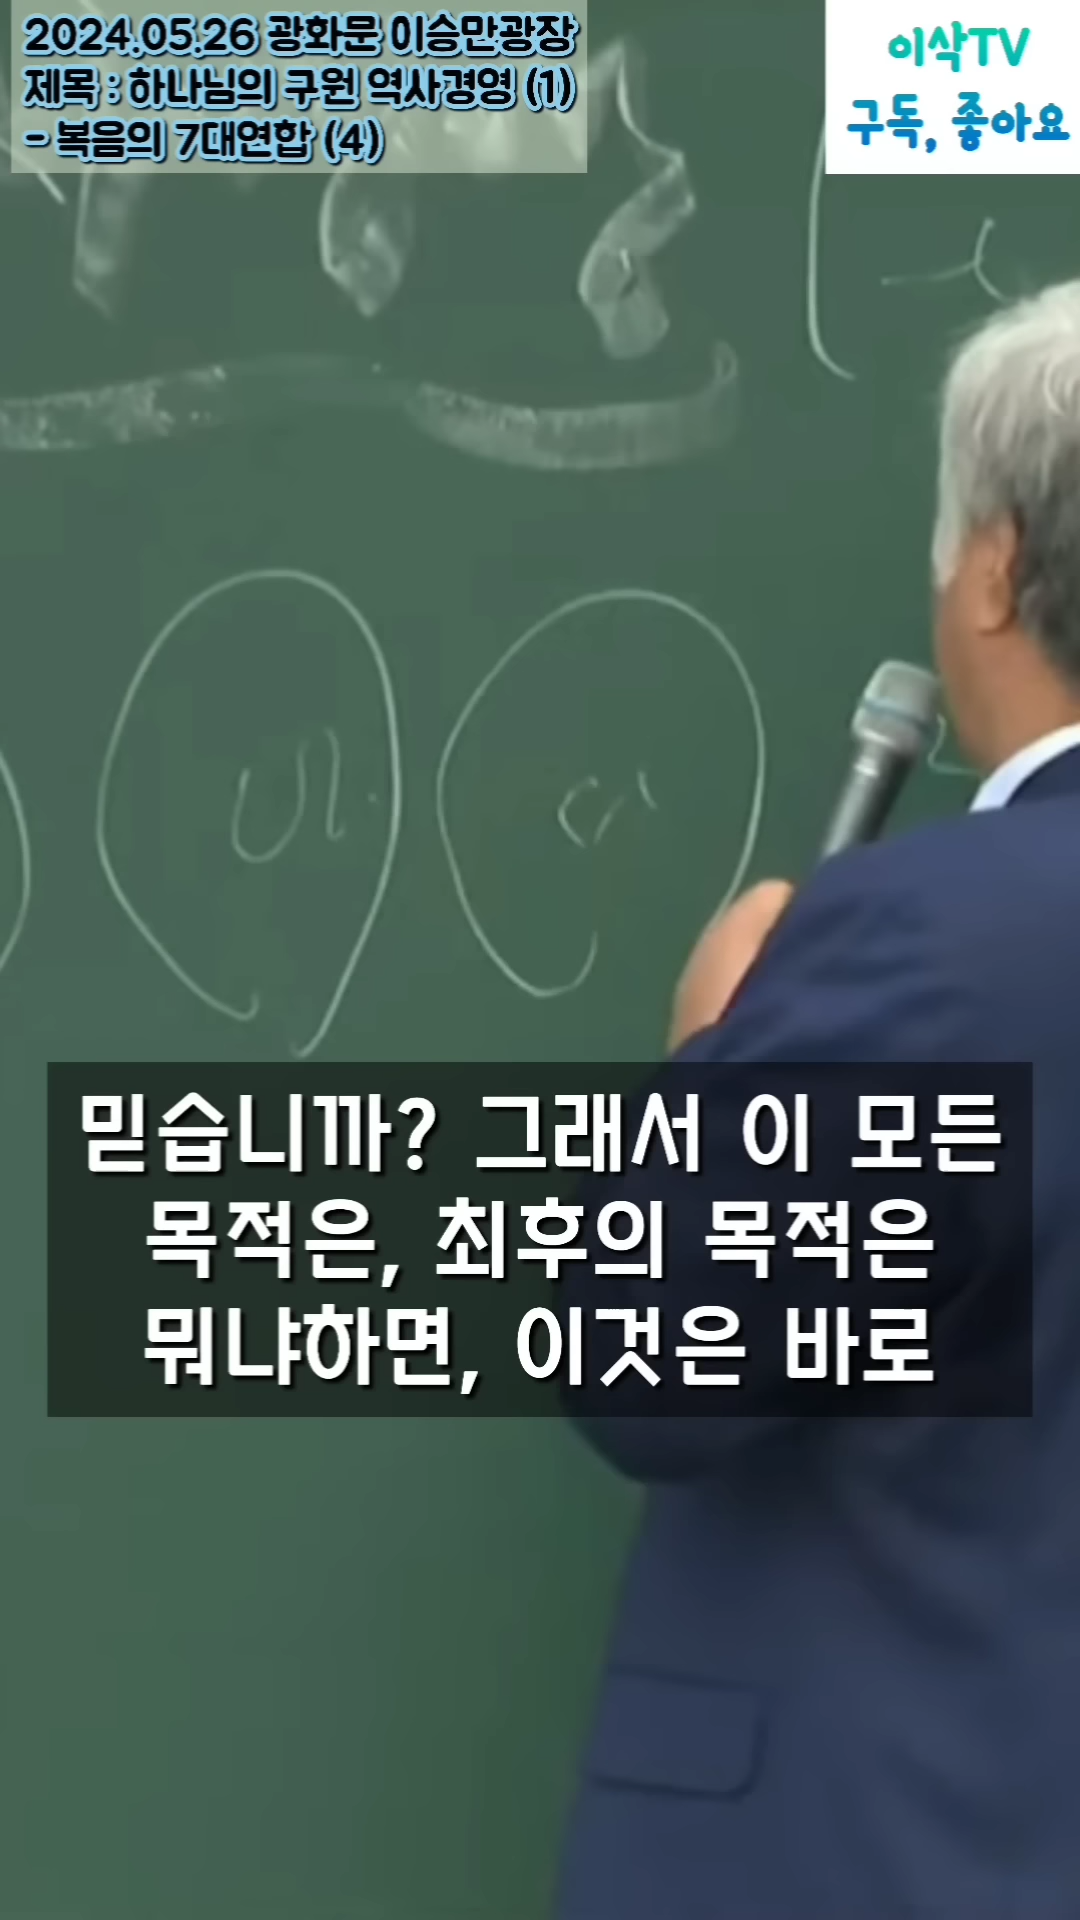 2024.05.26 광화문 이승만광장
제목 : 하나님의 구원 역사경영 (1)
- 복음의 7대연합 (4)
이삭TV
구독, 좋아요
믿습니까? 그래서 이 모든
목적은, 최후의 목적은
뭐냐하면, 이것은 바로